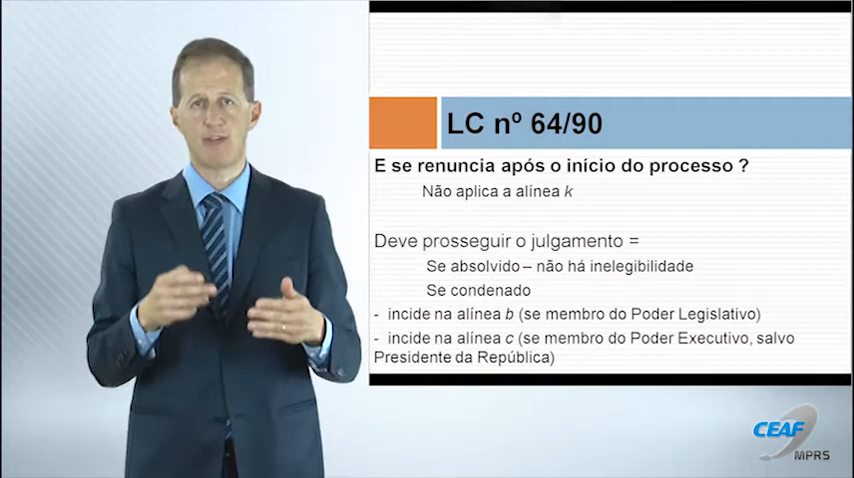 LC nº 64/90
E se renuncia após o início do processo ?
Não aplica a alínea k
Deve prosseguir o julgamento =
Se absolvido – não há inelegibilidade
Se condenado
- incide na alínea b (se membro do Poder Legislativo)
- incide na alínea c (se membro do Poder Executivo, salvo
Presidente da República)
CEAF
MPRS